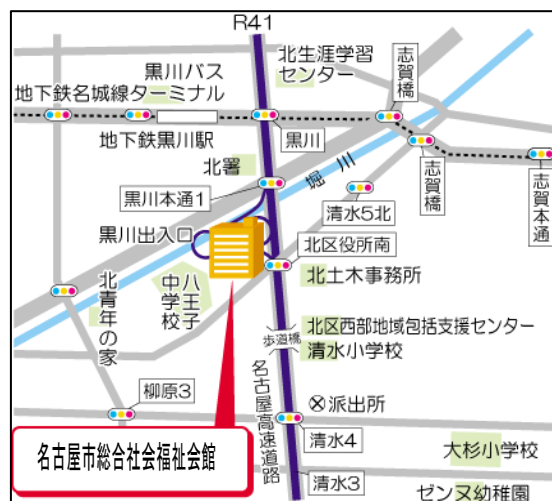 R41
北生涯学習
センター
黒川バス
地下鉄名城線ターミナル
志賀橋
地下鉄黒川駅
黒川
志賀橋
志賀本通
北署
堀川
黒川本通1
清水5北
黒川出入口
北区役所南
八王子
中学校
北土木事務所
北青年の家
北区西部地域包括支援センター
歩道橋
清水小学校
名古屋高速道路
柳原3
派出所
名古屋市総合社会福祉会館
清水4
大杉小学校
清水3
ゼンヌ幼稚園